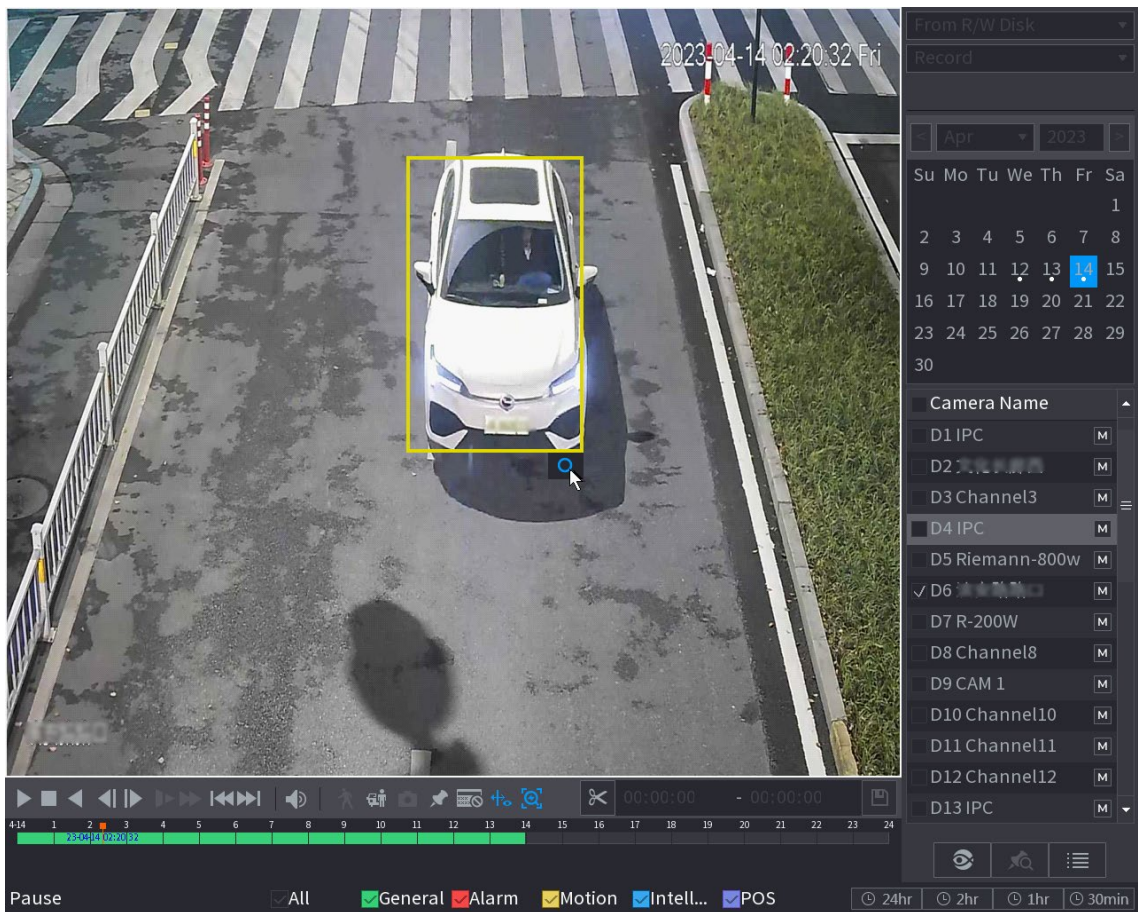 2023-04-14 02:20:32 Fri
From R/W Disk
Record
Apr
2023
Su Mo Tu We Th Fr Sa
1
2 3 4 5 6 7 8
9 10 11 12 13 14 15
16 17 18 19 20 21 22
23 24 25 26 27 28 29
30
Camera Name
D1 IPC M
D2 M
D3 Channel3 M
D4 IPC M
D5 Riemann-800w M
D6 M
D7 R-200W M
D8 Channel8 M
D9 CAM 1 M
D10 Channel10 M
D11 Channel11 M
D12 Channel12 M
D13 IPC M
00:00:00 - 00:00:00
4-14 1 2 3 4 5 6 7 8 9 10 11 12 13 14 15 16 17 18 19 20 21 22 23 24
23-04-14 02:20:32
Pause
All General Alarm Motion Intell... POS
24hr 2hr 1hr 30min